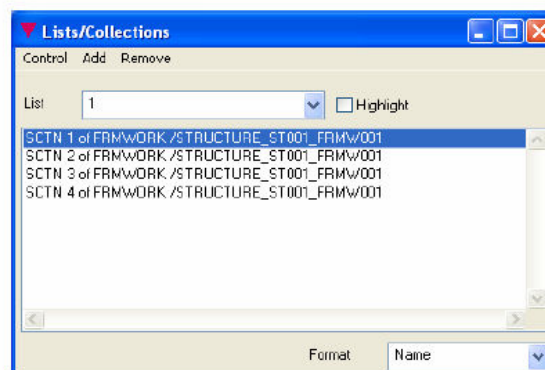 Lists/Collections
Control Add Remove
List 1 Highlight
SCTN 1 of FRMWORK /STRUCTURE_ST001_FRMW001
SCTN 2 of FRMWORK /STRUCTURE_ST001_FRMW001
SCTN 3 of FRMWORK /STRUCTURE_ST001_FRMW001
SCTN 4 of FRMWORK /STRUCTURE_ST001_FRMW001
Format Name